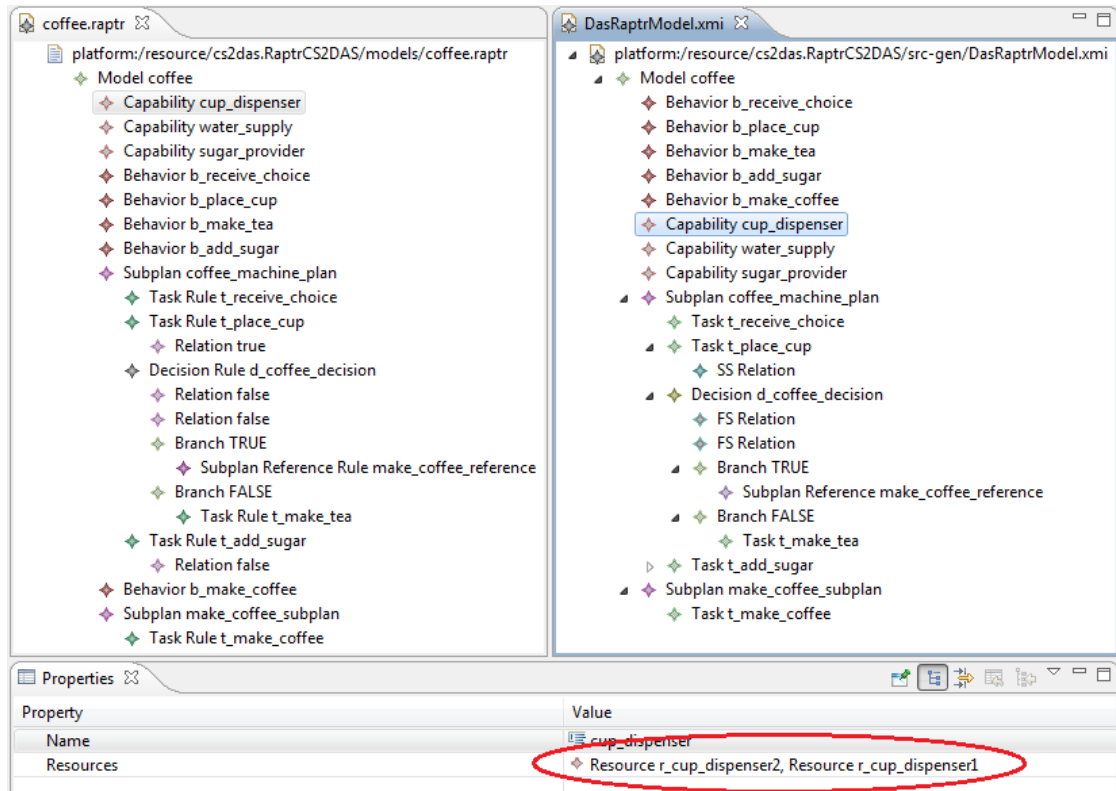 coffee.raptr
platform:/resource/cs2das.RaptrCS2DAS/models/coffee.raptr
Model coffee
Capability cup_dispenser
Capability water_supply
Capability sugar_provider
Behavior b_receive_choice
Behavior b_place_cup
Behavior b_make_tea
Behavior b_add_sugar
Subplan coffee_machine_plan
Task Rule t_receive_choice
Task Rule t_place_cup
Relation true
Decision Rule d_coffee_decision
Relation false
Relation false
Branch TRUE
Subplan Reference Rule make_coffee_reference
Branch FALSE
Task Rule t_make_tea
Task Rule t_add_sugar
Relation false
Behavior b_make_coffee
Subplan make_coffee_subplan
Task Rule t_make_coffee
DasRaptrModel.xmi
platform:/resource/cs2das.RaptrCS2DAS/src-gen/DasRaptrModel.xmi
Model coffee
Behavior b_receive_choice
Behavior b_place_cup
Behavior b_make_tea
Behavior b_add_sugar
Behavior b_make_coffee
Capability cup_dispenser
Capability water_supply
Capability sugar_provider
Subplan coffee_machine_plan
Task t_receive_choice
Task t_place_cup
SS Relation
Decision d_coffee_decision
FS Relation
FS Relation
Branch TRUE
Subplan Reference make_coffee_reference
Branch FALSE
Task t_make_tea
Task t_add_sugar
Subplan make_coffee_subplan
Task t_make_coffee
Properties
Property Value
Name cup_dispenser
Resources Resource r_cup_dispenser2, Resource r_cup_dispenser1